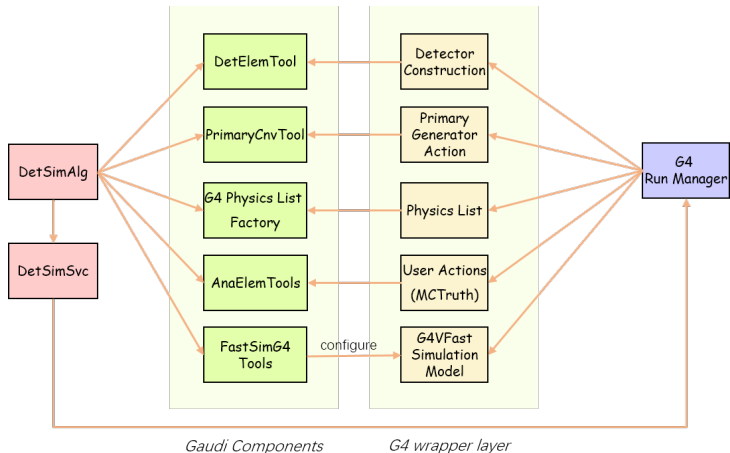 DetElemTool
Detector
Construction
PrimaryCnvTool
Primary
Generator
Action
DetSimAlg
G4
Run Manager
G4 Physics List
Factory
Physics List
DetSimSvc
AnaElemTools
User Actions
(MCTruth)
FastSimG4
Tools
configure
G4VFast
Simulation
Model
Gaudi Components
G4 wrapper layer